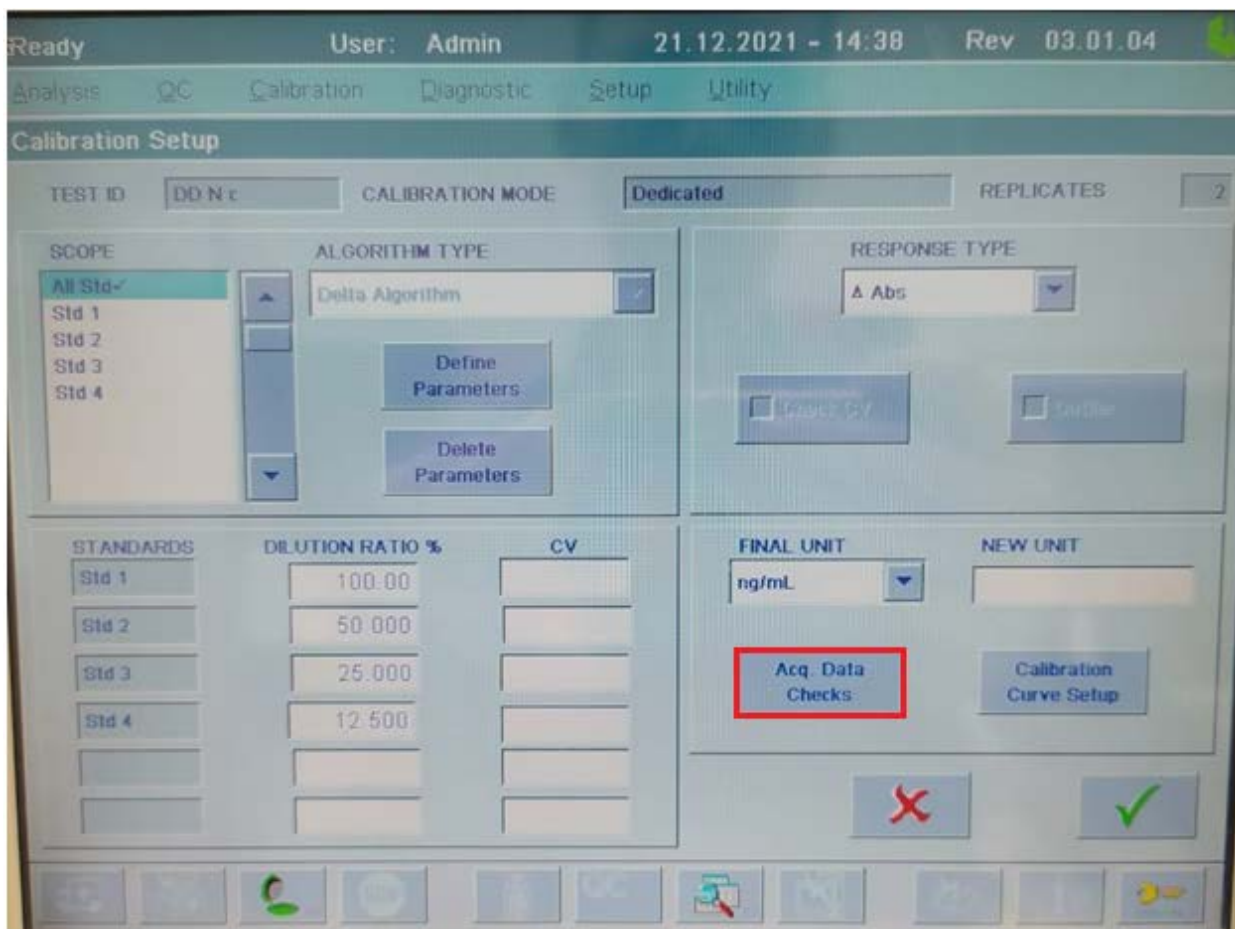 Ready User: Admin 21.12.2021 - 14:38 Rev 03.01.04
Analysis QC Calibration Diagnostic Setup Utility
Calibration Setup
TEST ID DD N c CALIBRATION MODE Dedicated REPLICATES 2
SCOPE
All Std✓
Std 1
Std 2
Std 3
Std 4
ALGORITHM TYPE
Delta Algorithm
Define
Parameters
Delete
Parameters
RESPONSE TYPE
Δ Abs
STANDARDS DILUTION RATIO % CV
Std 1 100.00
Std 2 50.000
Std 3 25.000
Std 4 12.500
FINAL UNIT NEW UNIT
ng/mL
Acq. Data
Checks
Calibration
Curve Setup
QC